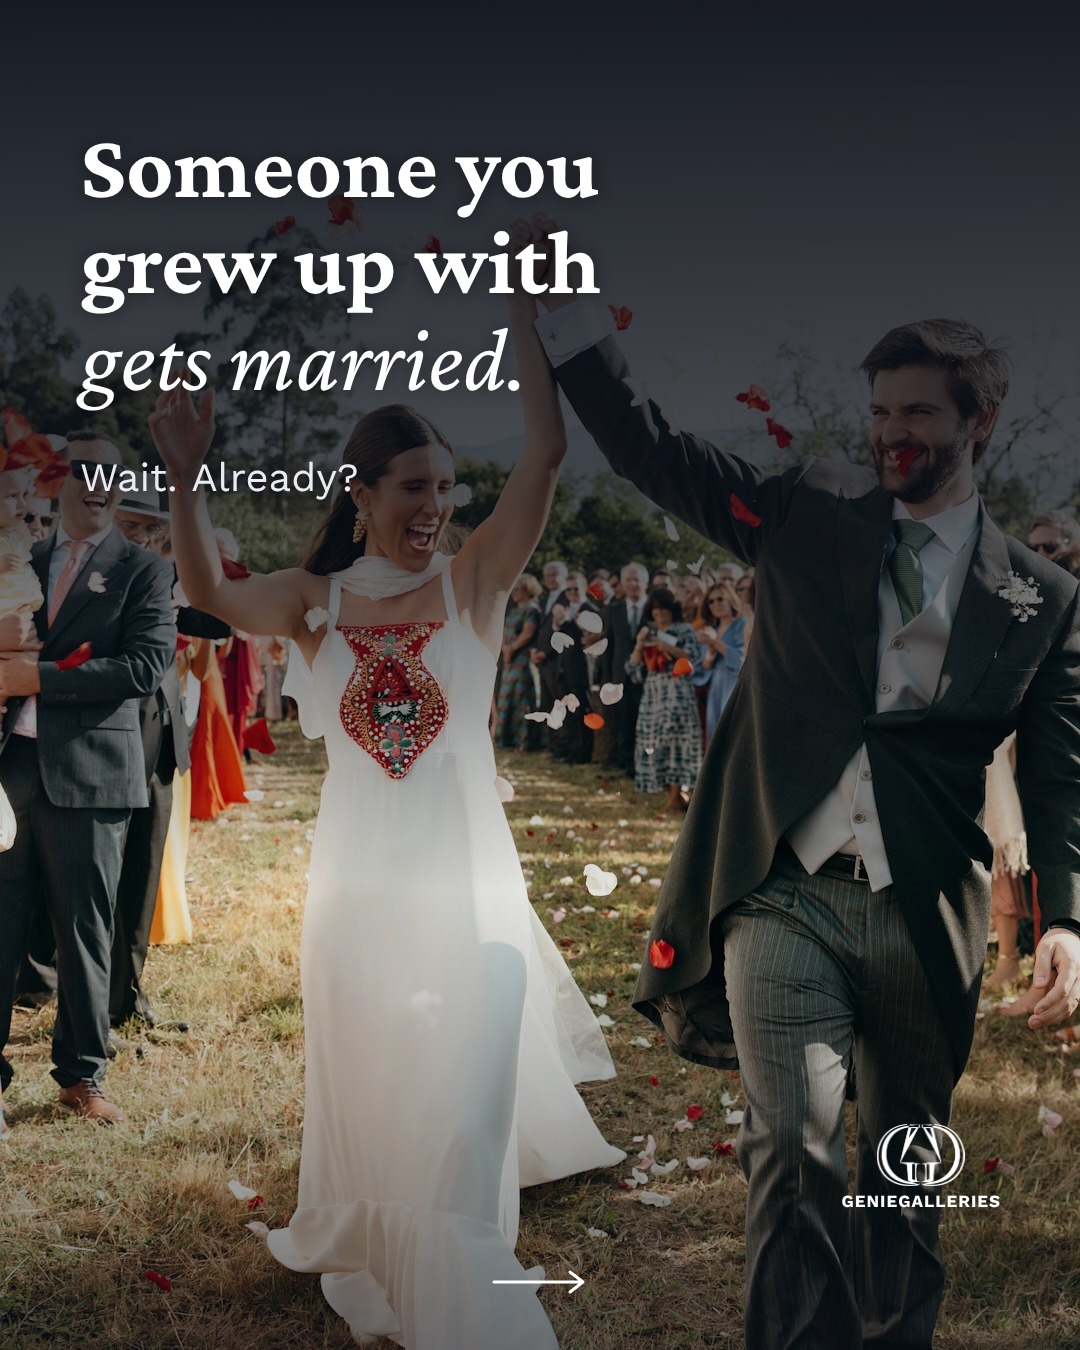 Someone you
grew up with
gets married.
Wait. Already?
GENIEGALLERIES